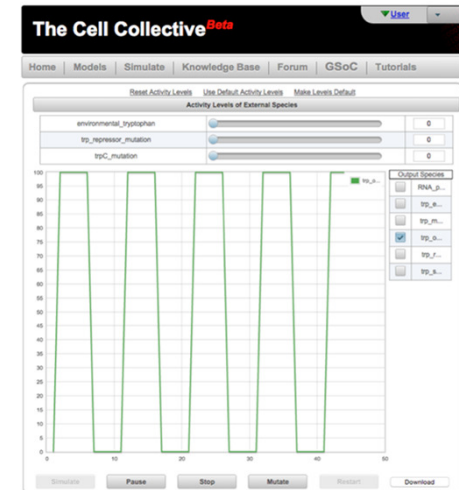 The Cell Collective Beta
User
Home Models Simulate Knowledge Base Forum GSoC Tutorials
Reset Activity Levels Use Default Activity Levels Make Levels Default
Activity Levels of External Species
environmental_tryptophan 0
trp_repressor_mutation 0
trpC_mutation 0
Output Species
trp_o...
RNA_p...
trp_e...
trp_m...
trp_o...
trp_r...
trp_s...
100
95
90
85
80
75
70
65
60
55
50
45
40
35
30
25
20
15
10
5
0
0 10 20 30 40 50
Simulate Pause Stop Mutate Restart Download